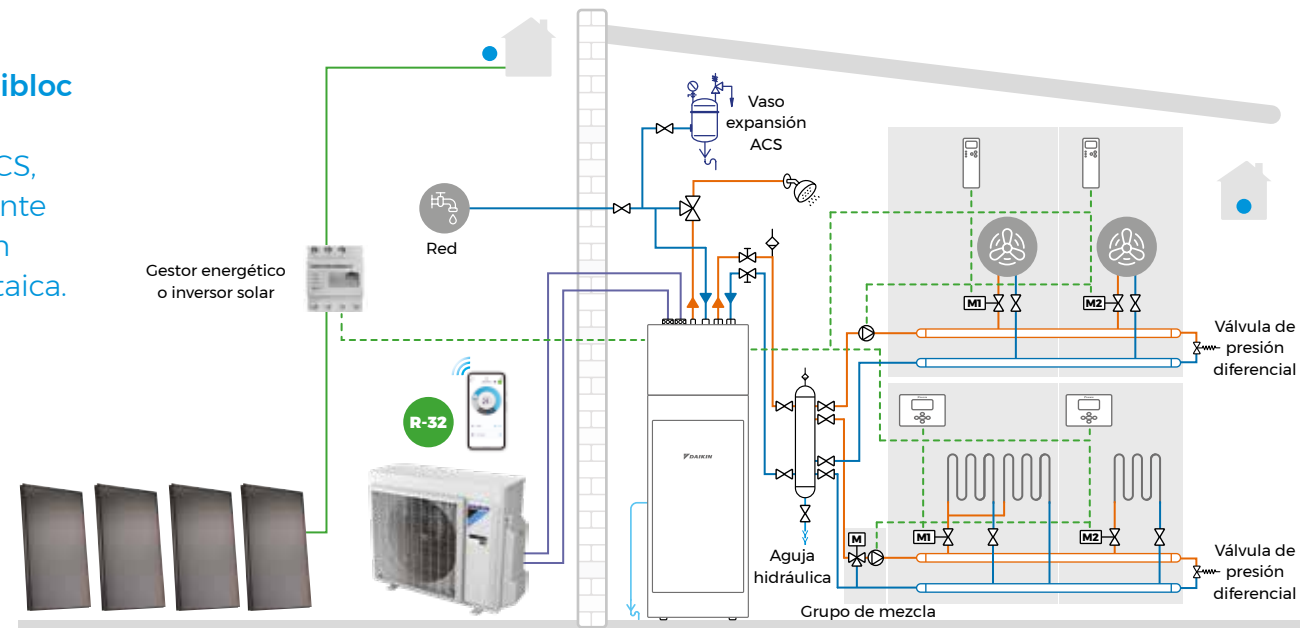 ibloc
CS,
nte
n
taica.
Vaso
expansión
ACS
Red
Gestor energético
o inversor solar
R-32
DAIKIN
M1
M2
Válvula de
presión
diferencial
M1
M2
M
Aguja
hidráulica
Grupo de mezcla
Válvula de
presión
diferencial